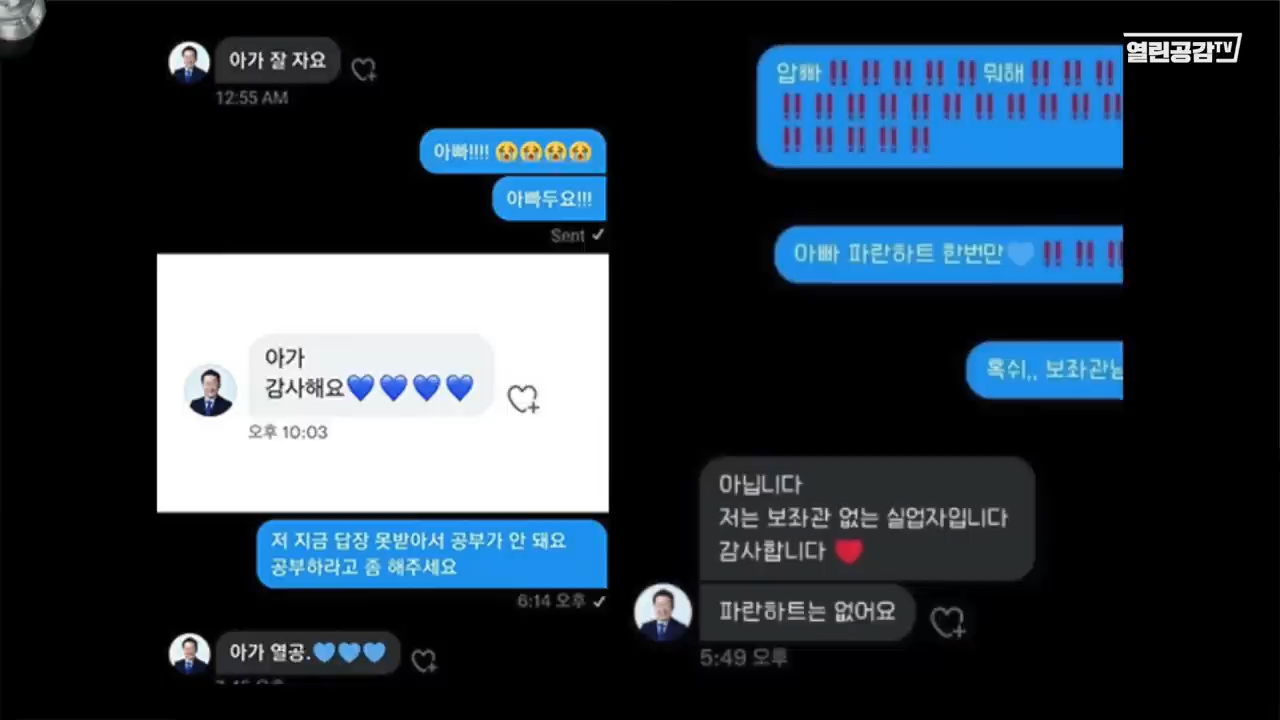 아가 잘 자요
12:55 AM
아빠!!!! 😭😭😭😭
아빠두요!!!
Sent ✓
아가
감사해요💙💙💙💙
오후 10:03
저 지금 답장 못받아서 공부가 안 돼요
공부하라고 좀 해주세요
6:14 오후 ✓
아가 열공.💙💙💙
열린공감TV
압빠‼‼‼‼‼뭐해‼‼‼
‼‼‼‼‼‼‼‼‼‼‼
‼‼‼‼‼
아빠 파란하트 한번만💙‼‼‼
혹쉬,, 보좌관님
아닙니다
저는 보좌관 없는 실업자입니다
감사합니다 ❤️
파란하트는 없어요
5:49 오후